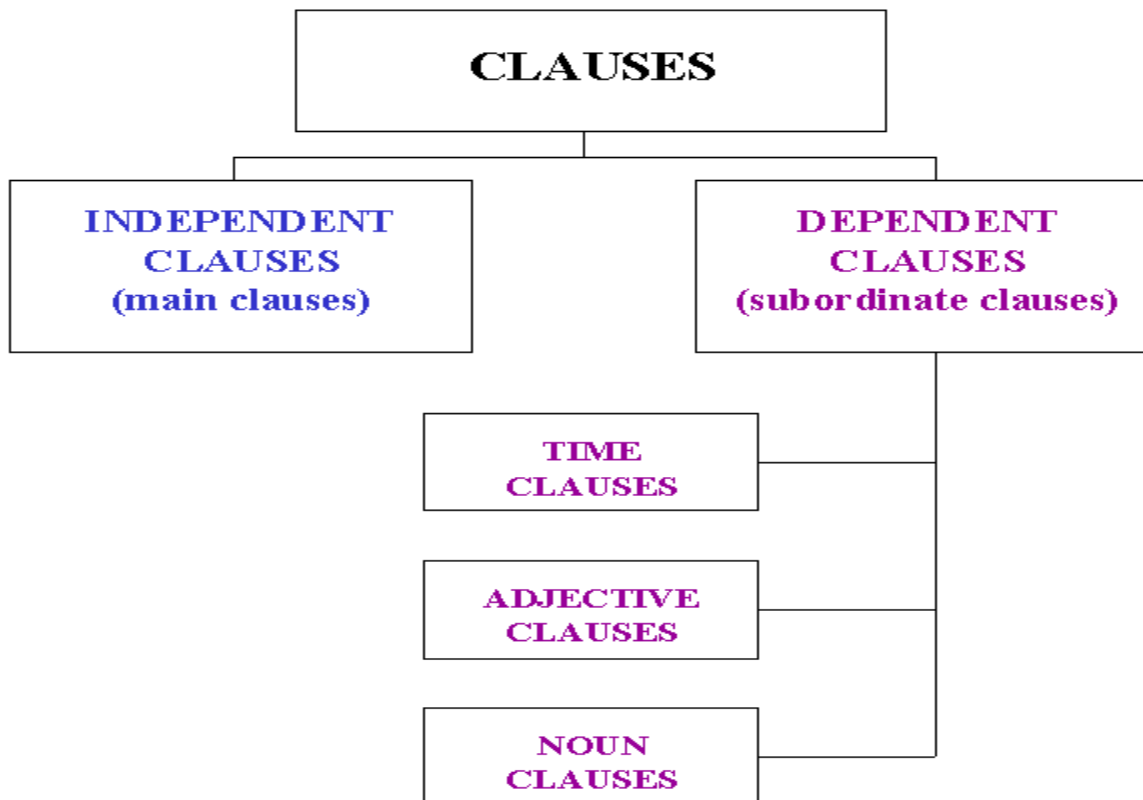 CLAUSES
INDEPENDENT
CLAUSES
(main clauses)
DEPENDENT
CLAUSES
(subordinate clauses)
TIME
CLAUSES
ADJECTIVE
CLAUSES
NOUN
CLAUSES